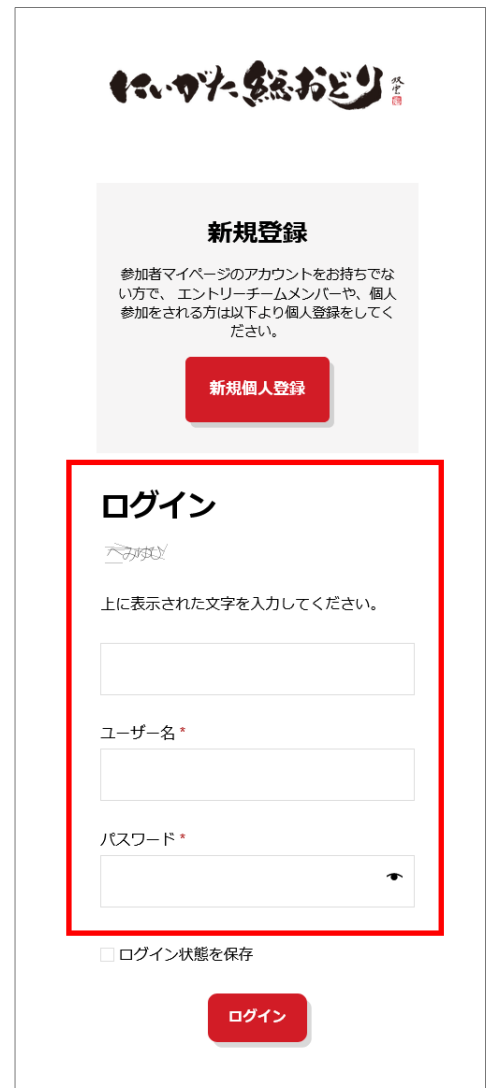 にいがた総おどり
新規登録
参加者マイページのアカウントをお持ちでな
い方で、 エントリーチームメンバーや、個人
参加をされる方は以下より個人登録をしてく
ださい。
新規個人登録
ログイン
上に表示された文字を入力してください。
ユーザー名 *
パスワード *
ログイン状態を保存
ログイン